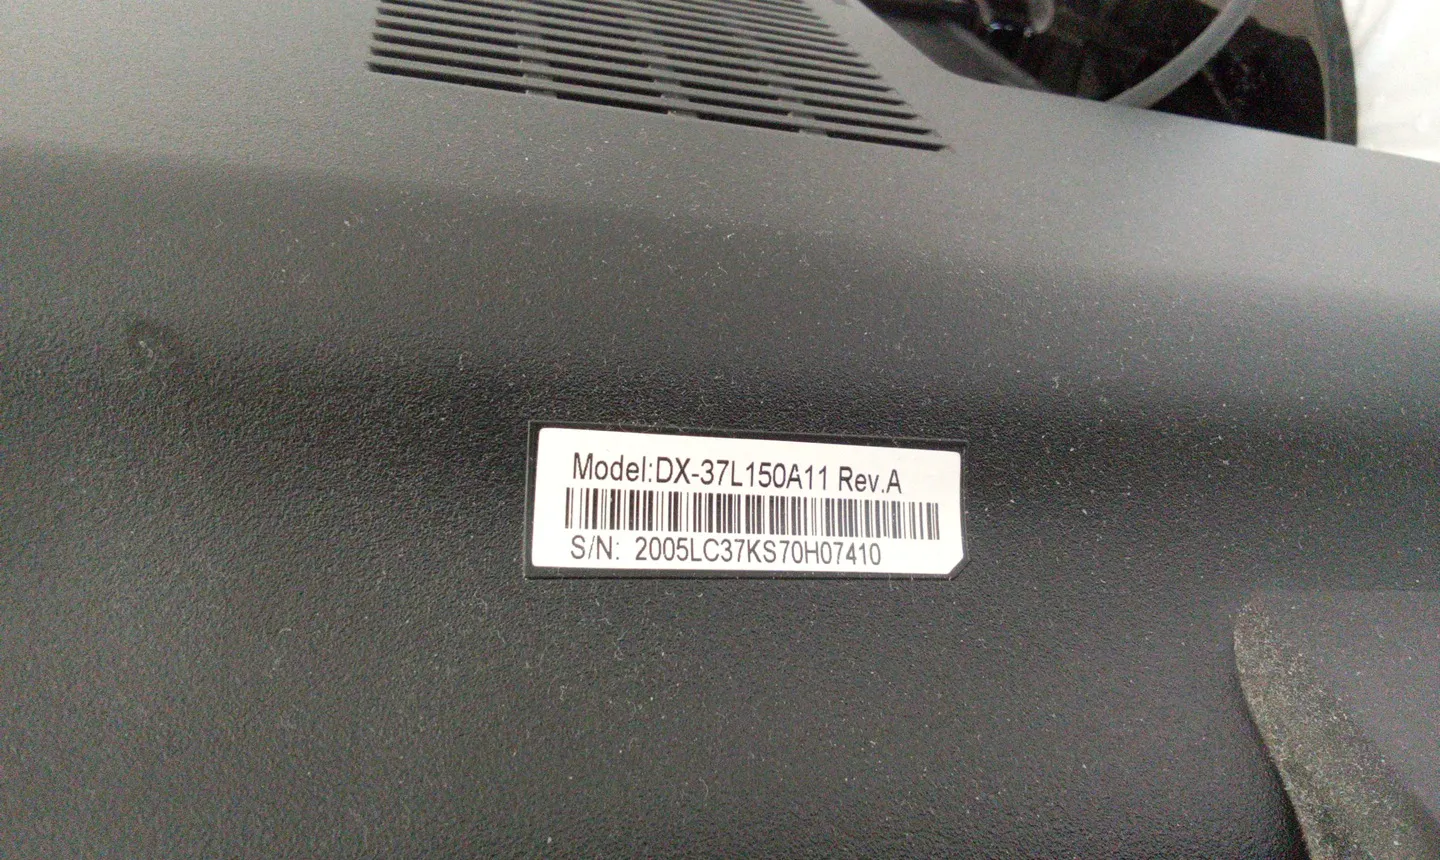 Model:DX-37L150A11 Rev.A
S/N: 2005LC37KS70H07410